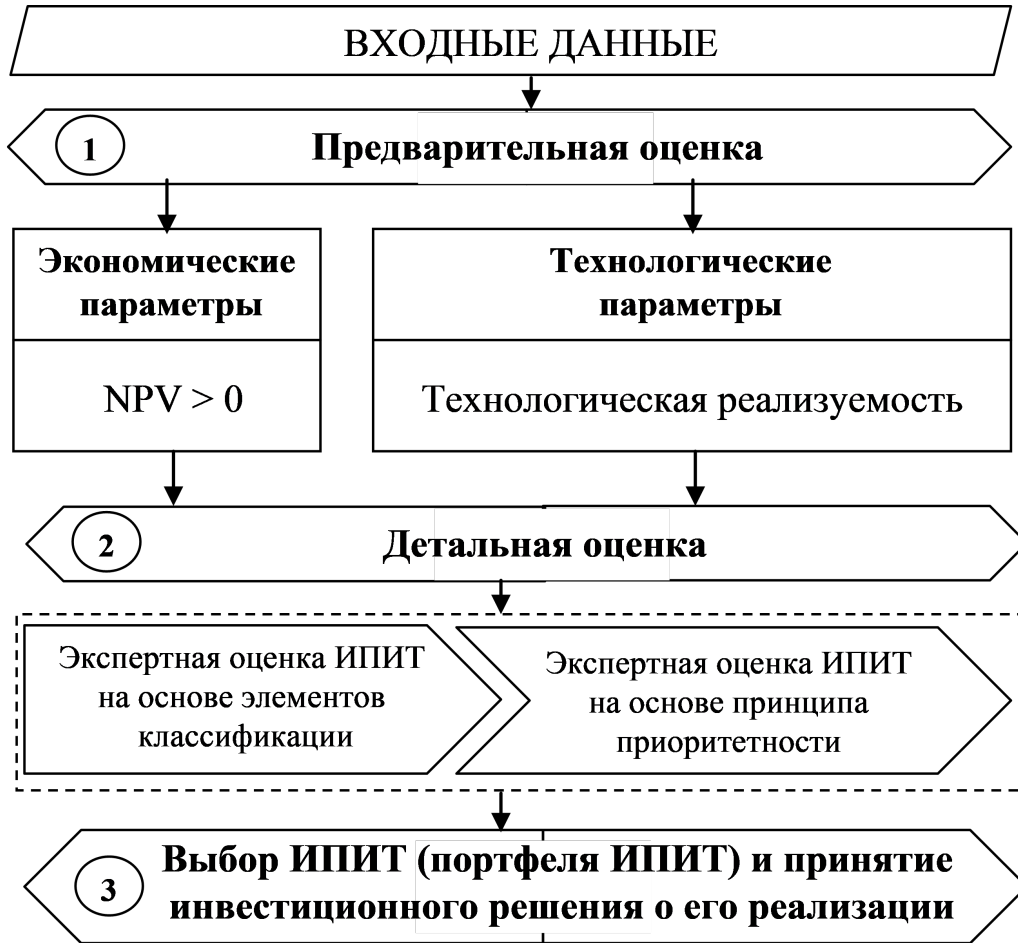 ВХОДНЫЕ ДАННЫЕ
1
Предварительная оценка
Экономические
параметры
NPV > 0
Технологические
параметры
Технологическая реализуемость
2
Детальная оценка
Экспертная оценка ИПИТ
на основе элементов
классификации
Экспертная оценка ИПИТ
на основе принципа
приоритетности
3
Выбор ИПИТ (портфеля ИПИТ) и принятие
инвестиционного решения о его реализации